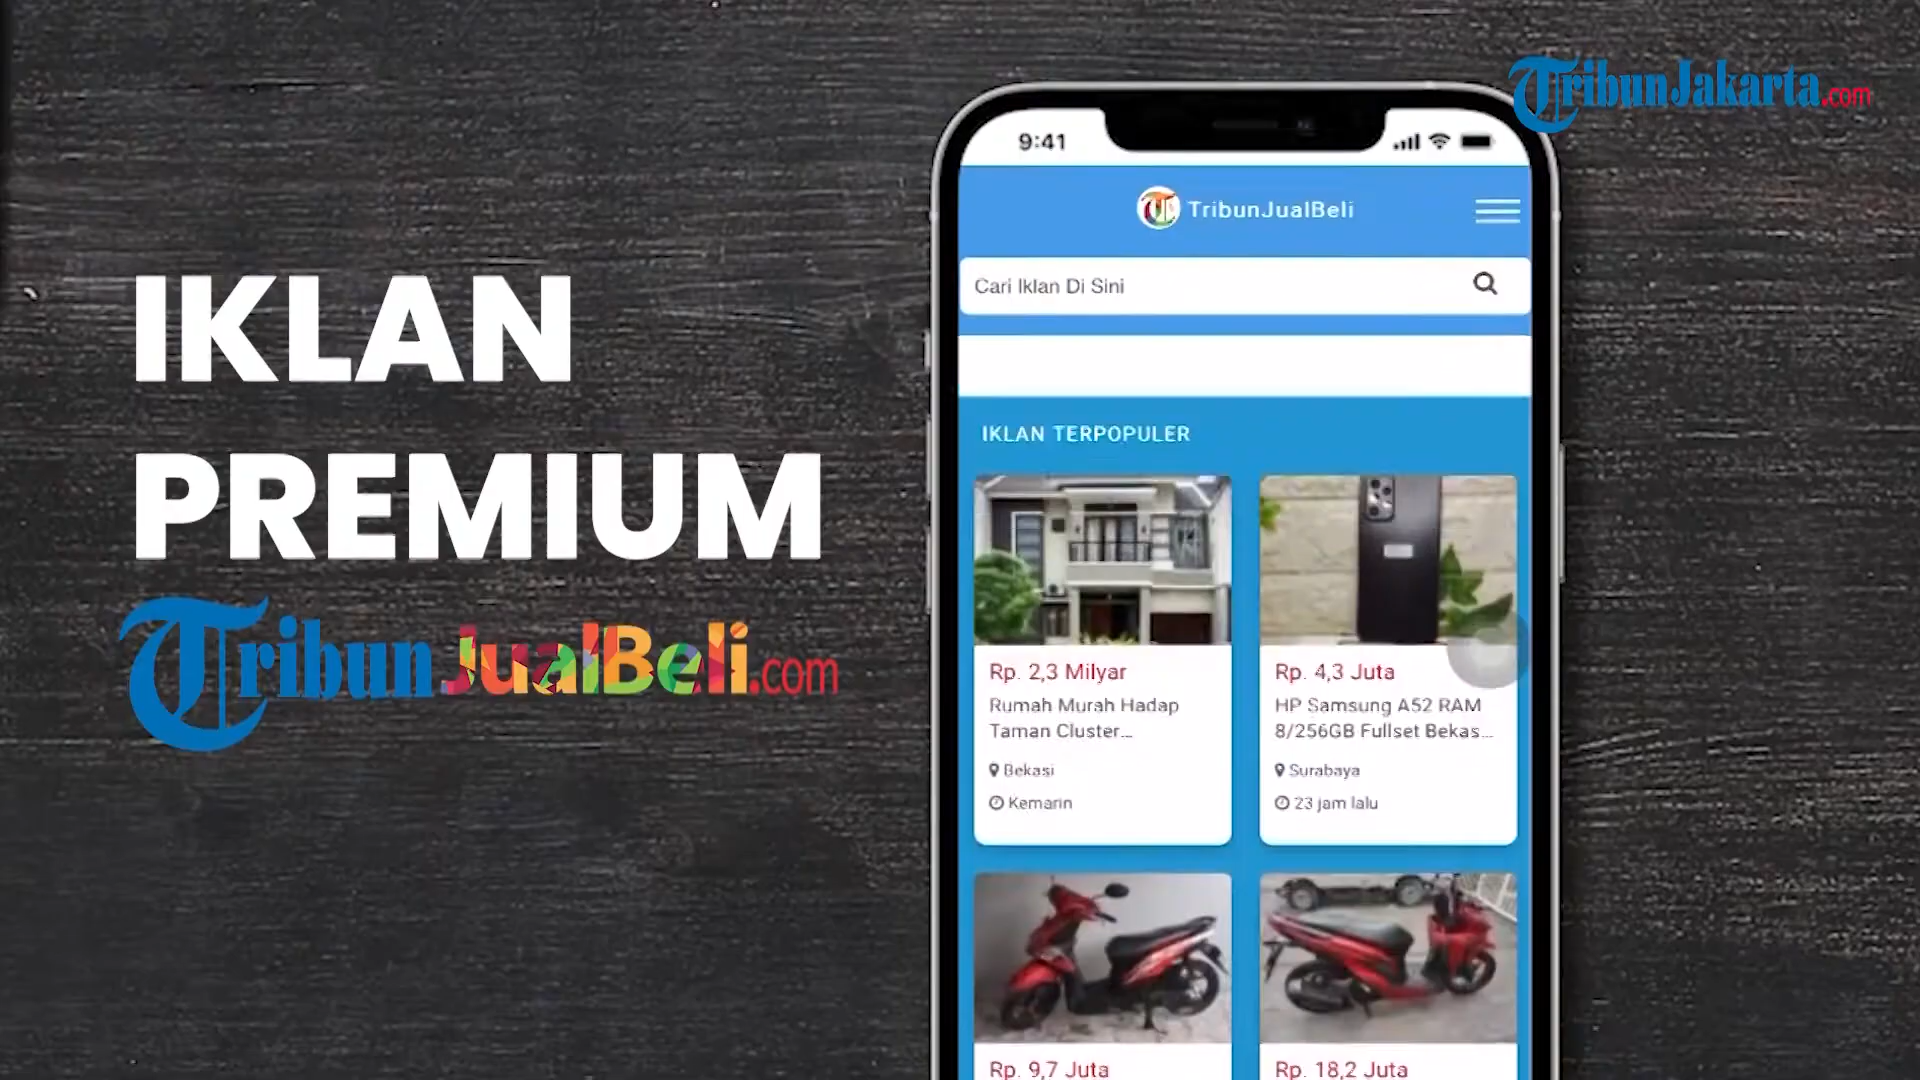 TribunJakarta.com
IKLAN
PREMIUM
TribunJualBeli.com
9:41
TribunJualBeli
Cari Iklan Di Sini
IKLAN TERPOPULER
Rp. 2,3 Milyar
Rumah Murah Hadap
Taman Cluster...
Bekasi
Kemarin
Rp. 4,3 Juta
HP Samsung A52 RAM
8/256GB Fullset Bekas...
Surabaya
23 jam lalu
Rp. 9,7 Juta
Rp. 18,2 Juta